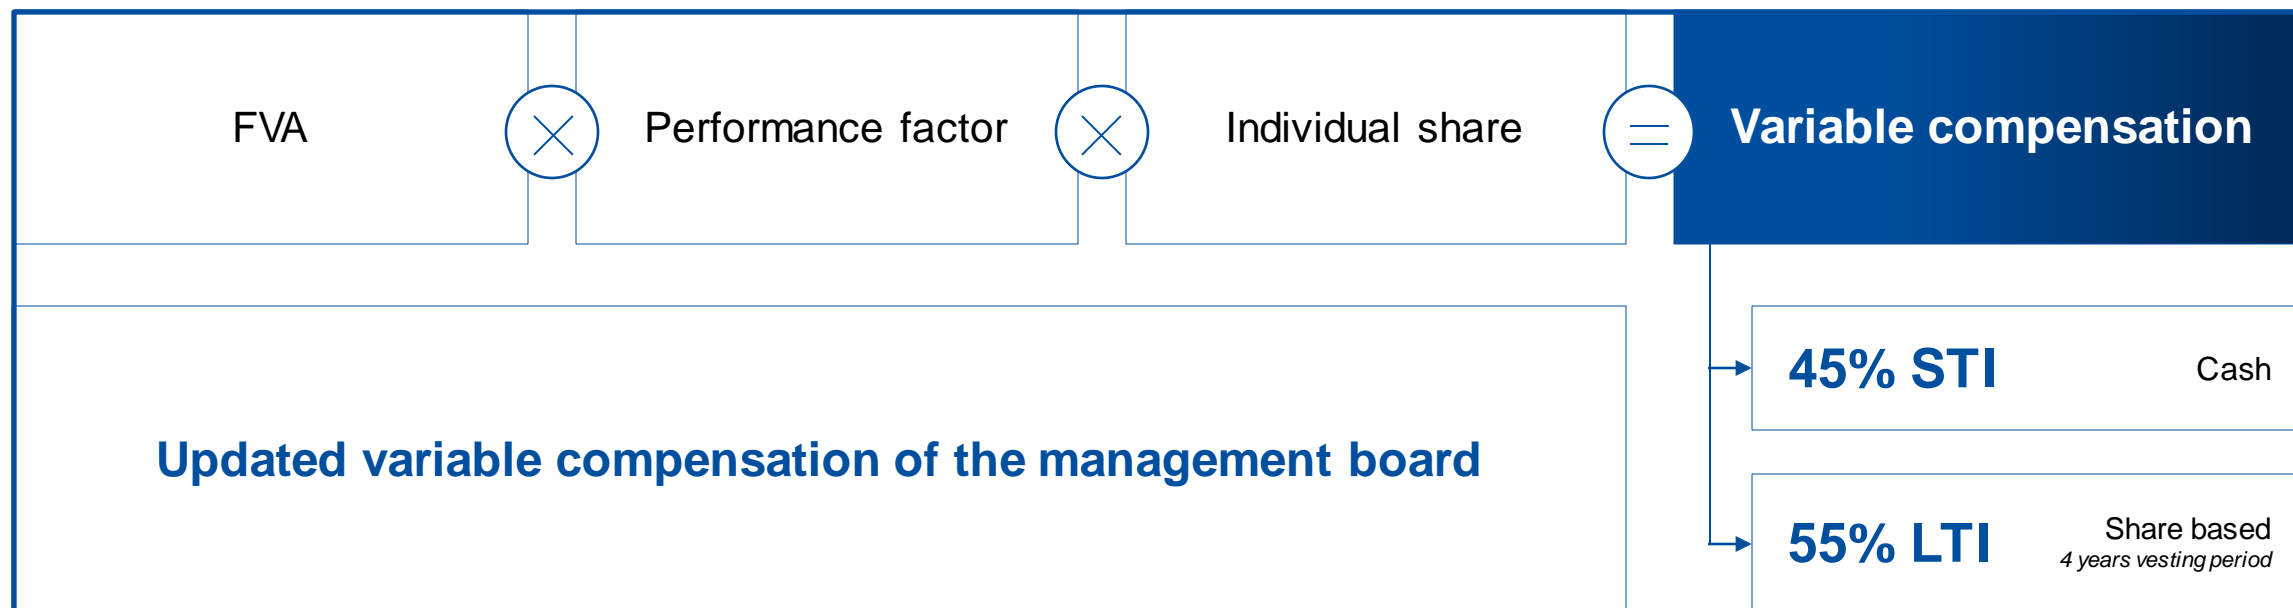 FVA
Performance factor
Individual share
Variable compensation
Updated variable compensation of the management board
45% STI
Cash
55% LTI
Share based
4 years vesting period